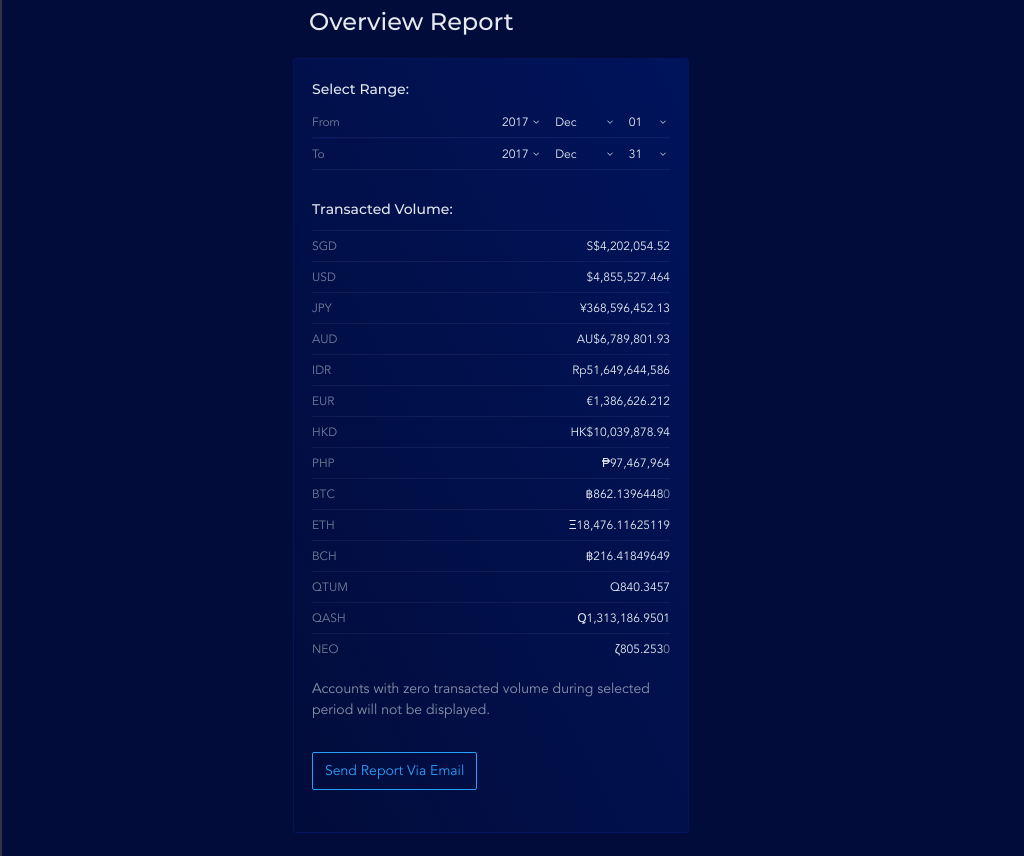 Overview Report
Select Range:
From 2017 Dec 01
To 2017 Dec 31
Transacted Volume:
SGD S$4,202,054.52
USD $4,855,527.464
JPY ¥368,596,452.13
AUD AU$6,789,801.93
IDR Rp51,649,644,586
EUR €1,386,626.212
HKD HK$10,039,878.94
PHP ₱97,467,964
BTC ฿862.13964480
ETH Ξ18,476.11625119
BCH ฿216.41849649
QTUM Q840.3457
QASH Ql1,313,186.9501
NEO ζ805.2530
Accounts with zero transacted volume during selected
period will not be displayed.
Send Report Via Email